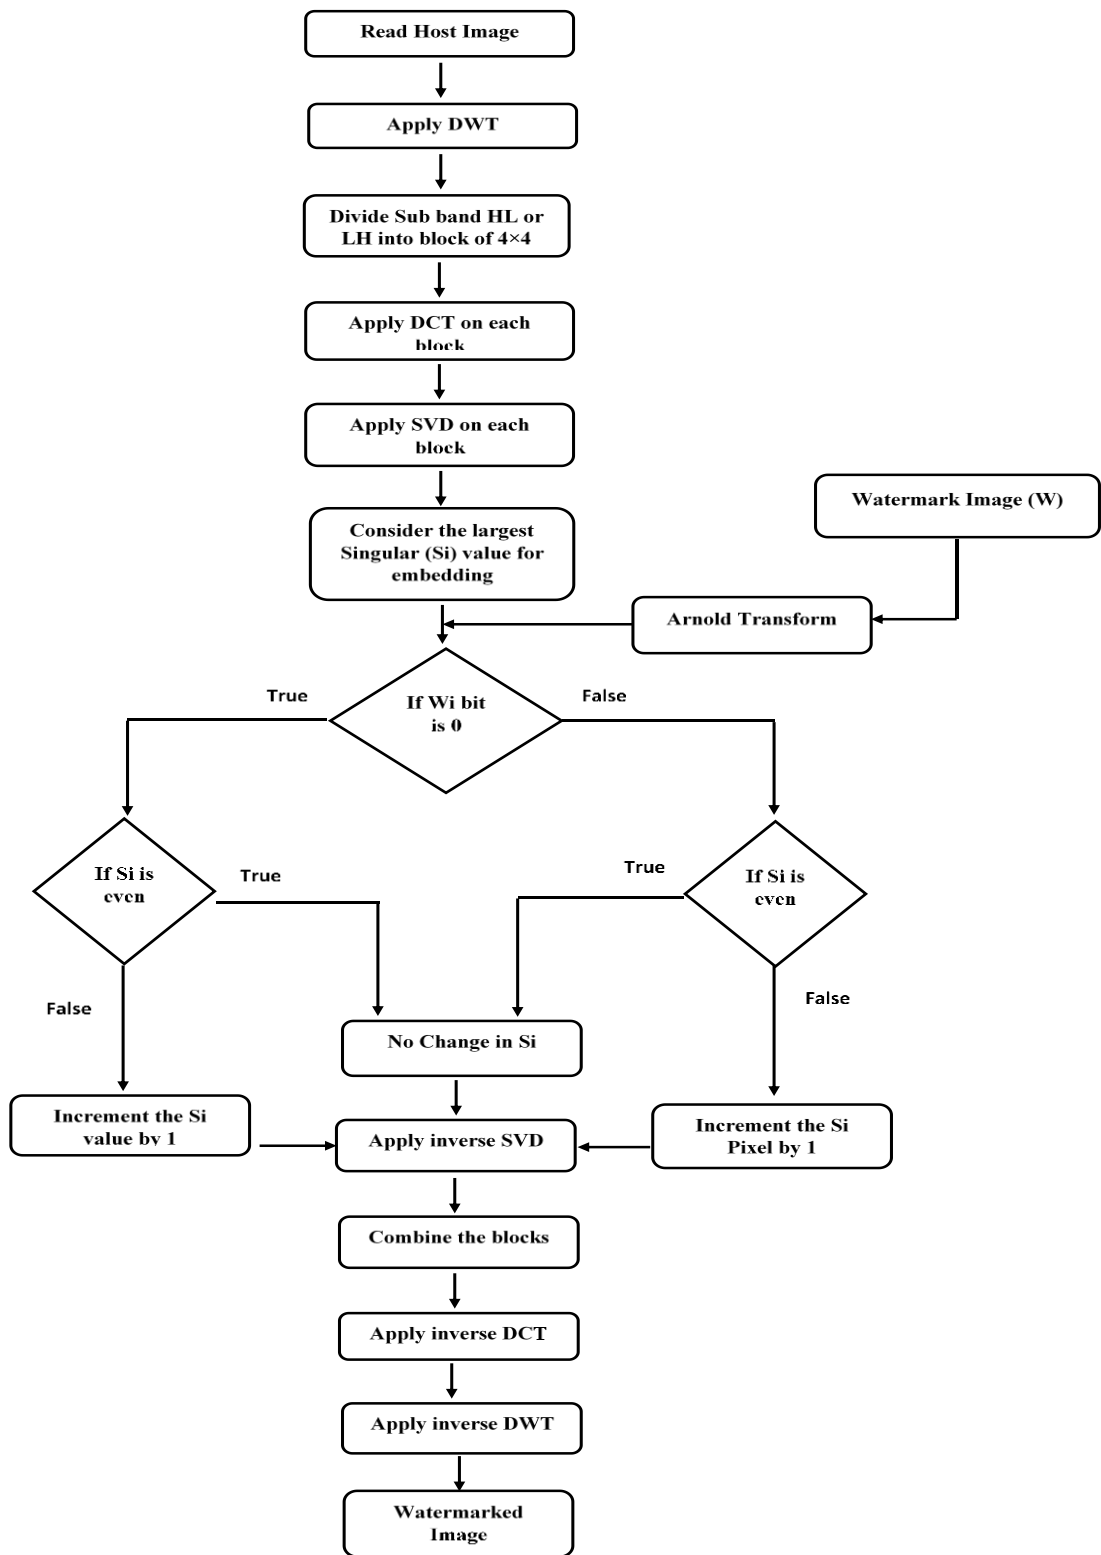 Read Host Image
Apply DWT
Divide Sub band HL or
LH into block of 4×4
Apply DCT on each
block
Apply SVD on each
block
Consider the largest
Singular (Si) value for
embedding
Watermark Image (W)
Arnold Transform
True
If Wi bit
is 0
False
If Si is
even
True
True
If Si is
even
False
False
No Change in Si
Increment the Si
value by 1
Apply inverse SVD
Increment the Si
Pixel by 1
Combine the blocks
Apply inverse DCT
Apply inverse DWT
Watermarked
Image